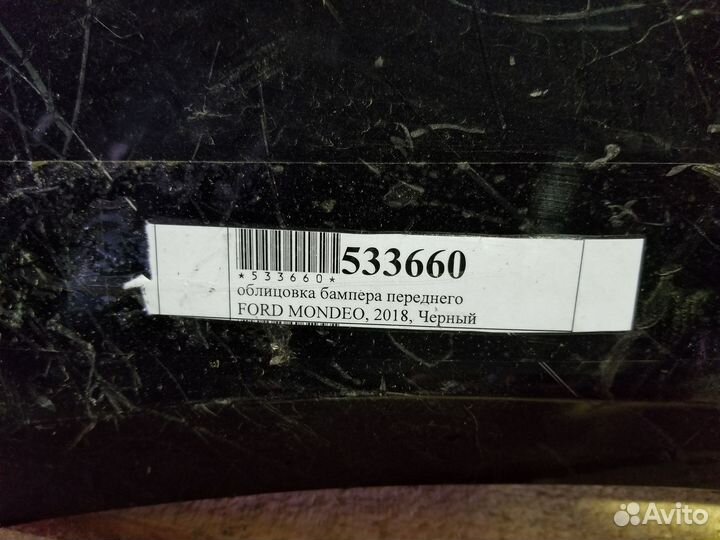 533660
*533660*
облицовка бампера переднего
FORD MONDEO, 2018, Черный
Avito